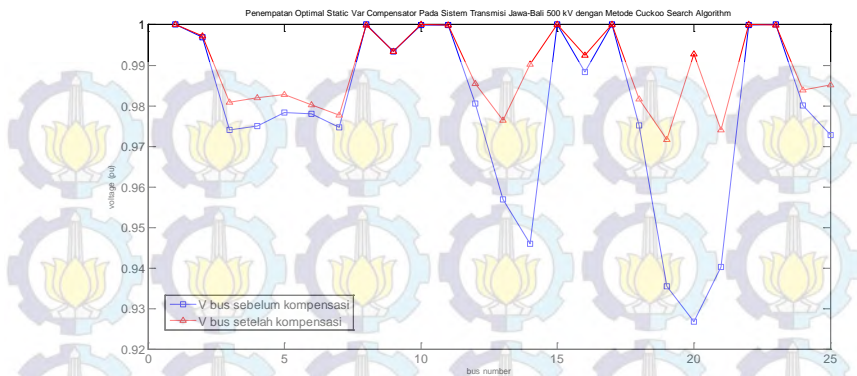 Penempatan Optimal Static Var Compensator Pada Sistem Transmisi Jawa-Bali 500 kV dengan Metode Cuckoo Search Algorithm
1
0.99
0.98
0.97
0.96
0.95
0.94
0.93
0.92
voltage (pu)
V bus sebelum kompensasi
V bus setelah kompensasi
0 5 10 15 20 25
bus number